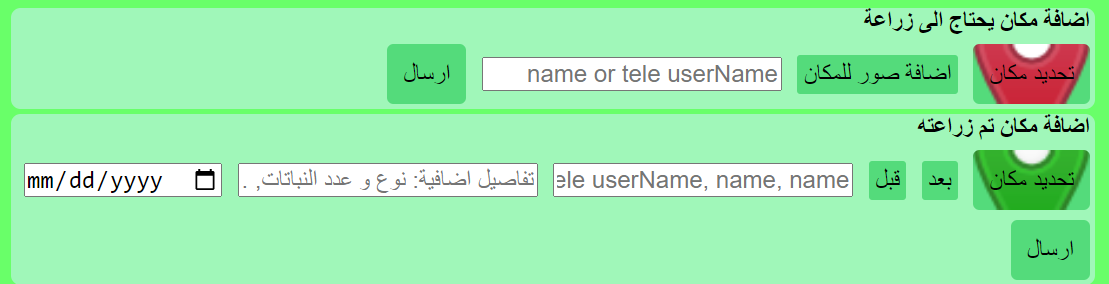 اضافة مكان يحتاج الى زراعة
تحديد مكان اضافة صور للمكان name or tele userName ارسال
اضافة مكان تم زراعته
تحديد مكان بعد قبل ele userName, name, name تفاصيل اضافية: نوع و عدد النباتات, . mm/dd/yyyy
ارسال